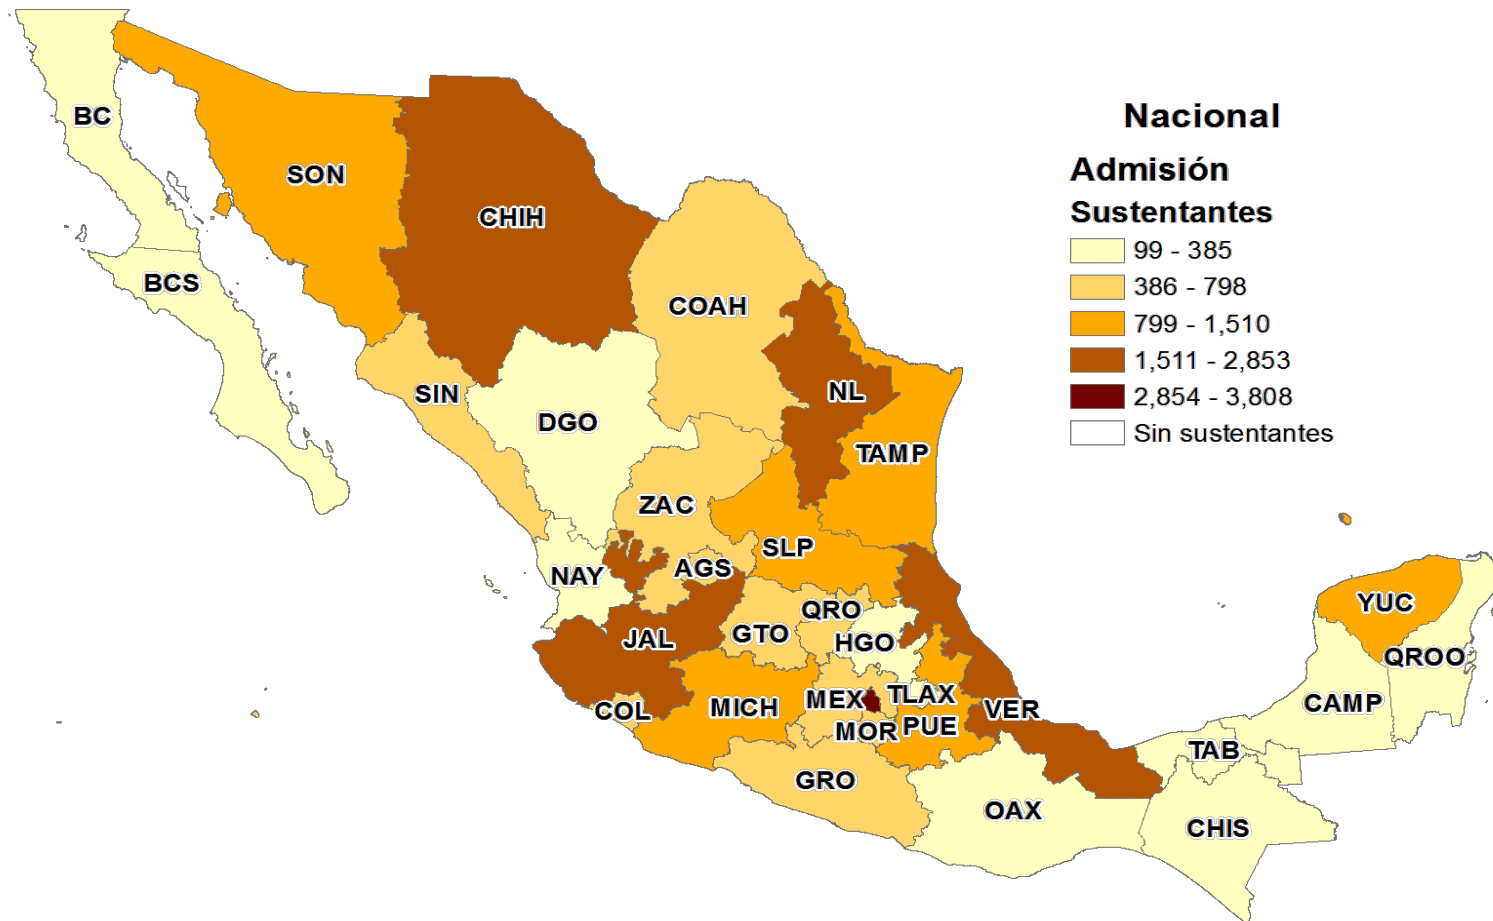 Nacional
Admisión
Sustentantes
99 - 385
386 - 798
799 - 1,510
1,511 - 2,853
2,854 - 3,808
Sin sustentantes
BC
SON
CHIH
BCS
COAH
SIN
DGO
NL
TAMP
ZAC
SLP
AGS
NAY
QRO
YUC
JAL
GTO
HGO
QROO
MEX
TLAX
COL
MICH
VER
CAMP
MOR
PUE
TAB
GRO
OAX
CHIS